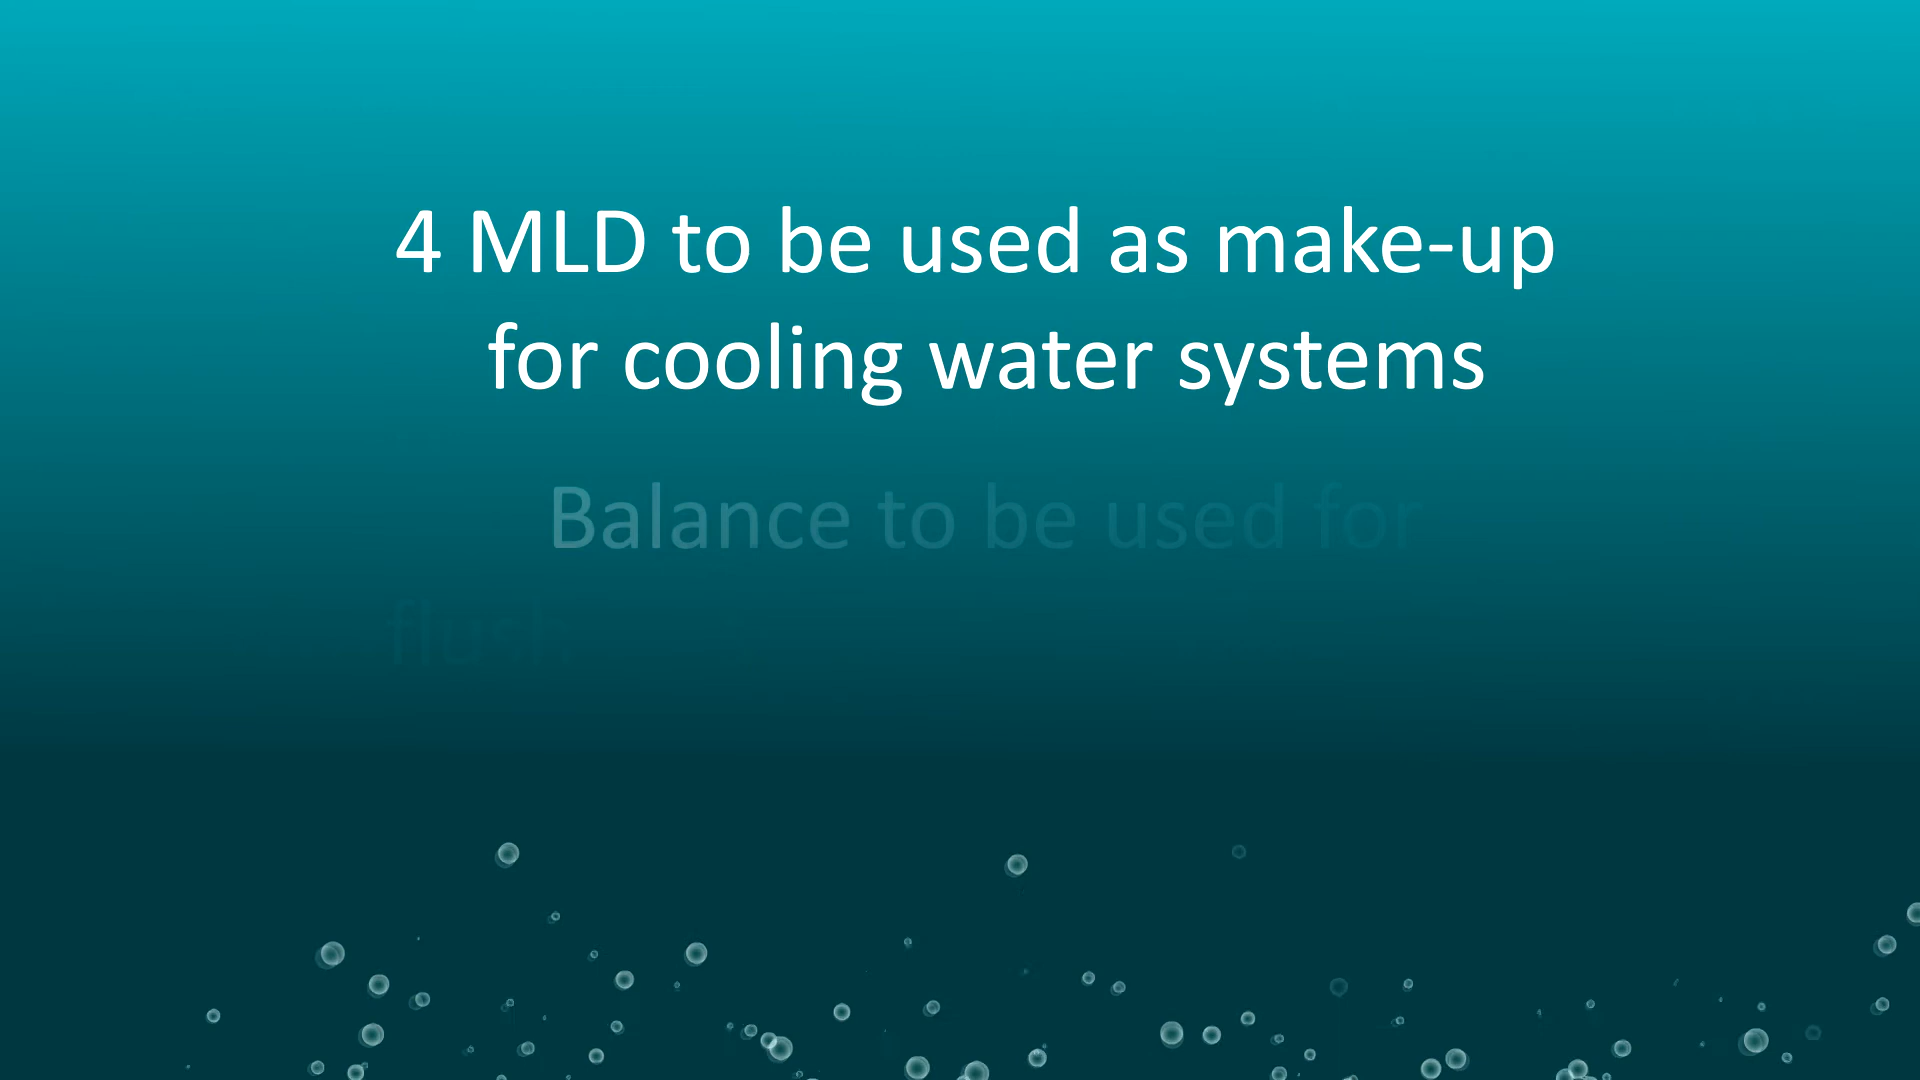 4 MLD to be used as make-up
for cooling water systems
Balance to be used for